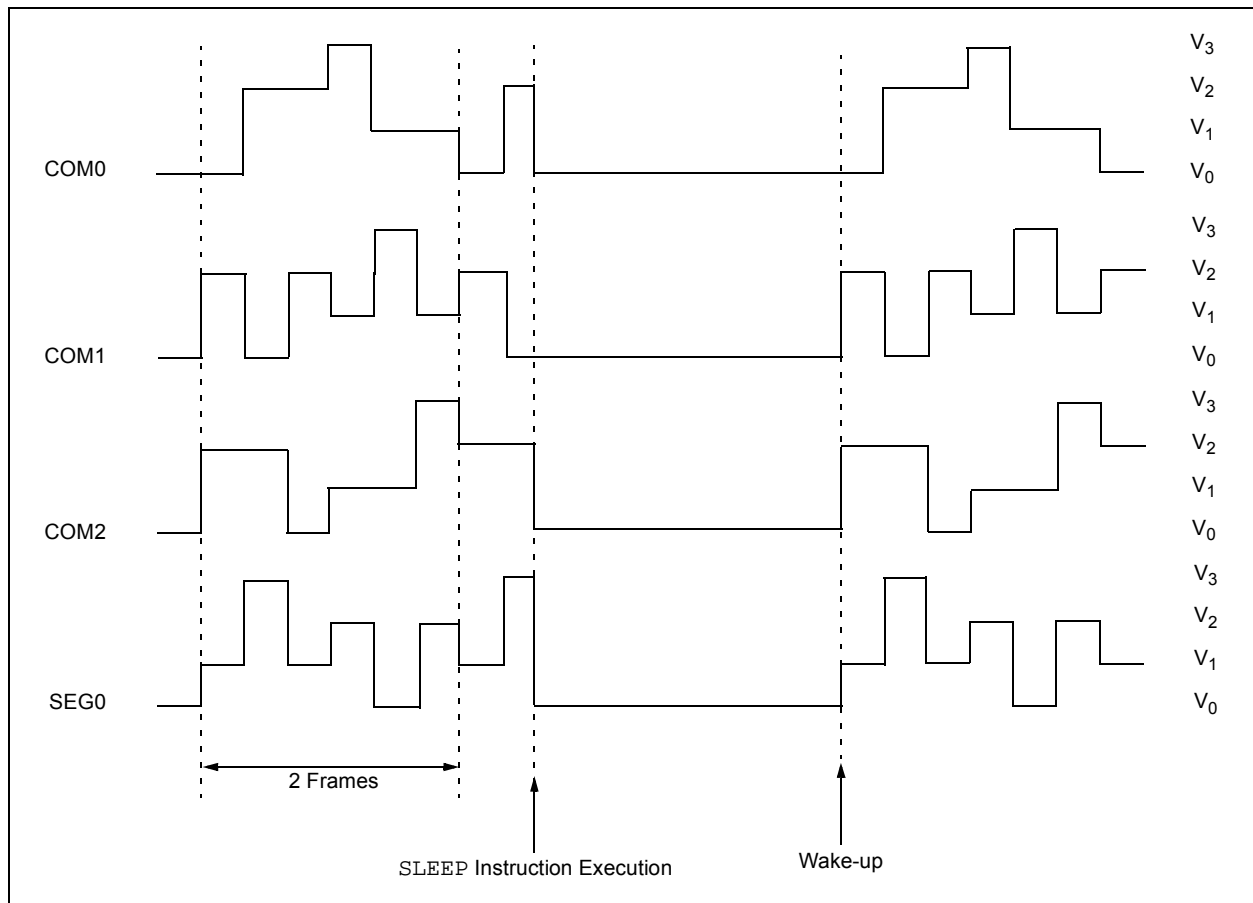 V3
V2
V1
COM0
V0
V3
V2
V1
COM1
V0
V3
V2
V1
COM2
V0
V3
V2
V1
SEG0
V0
2 Frames
SLEEP Instruction Execution
Wake-up